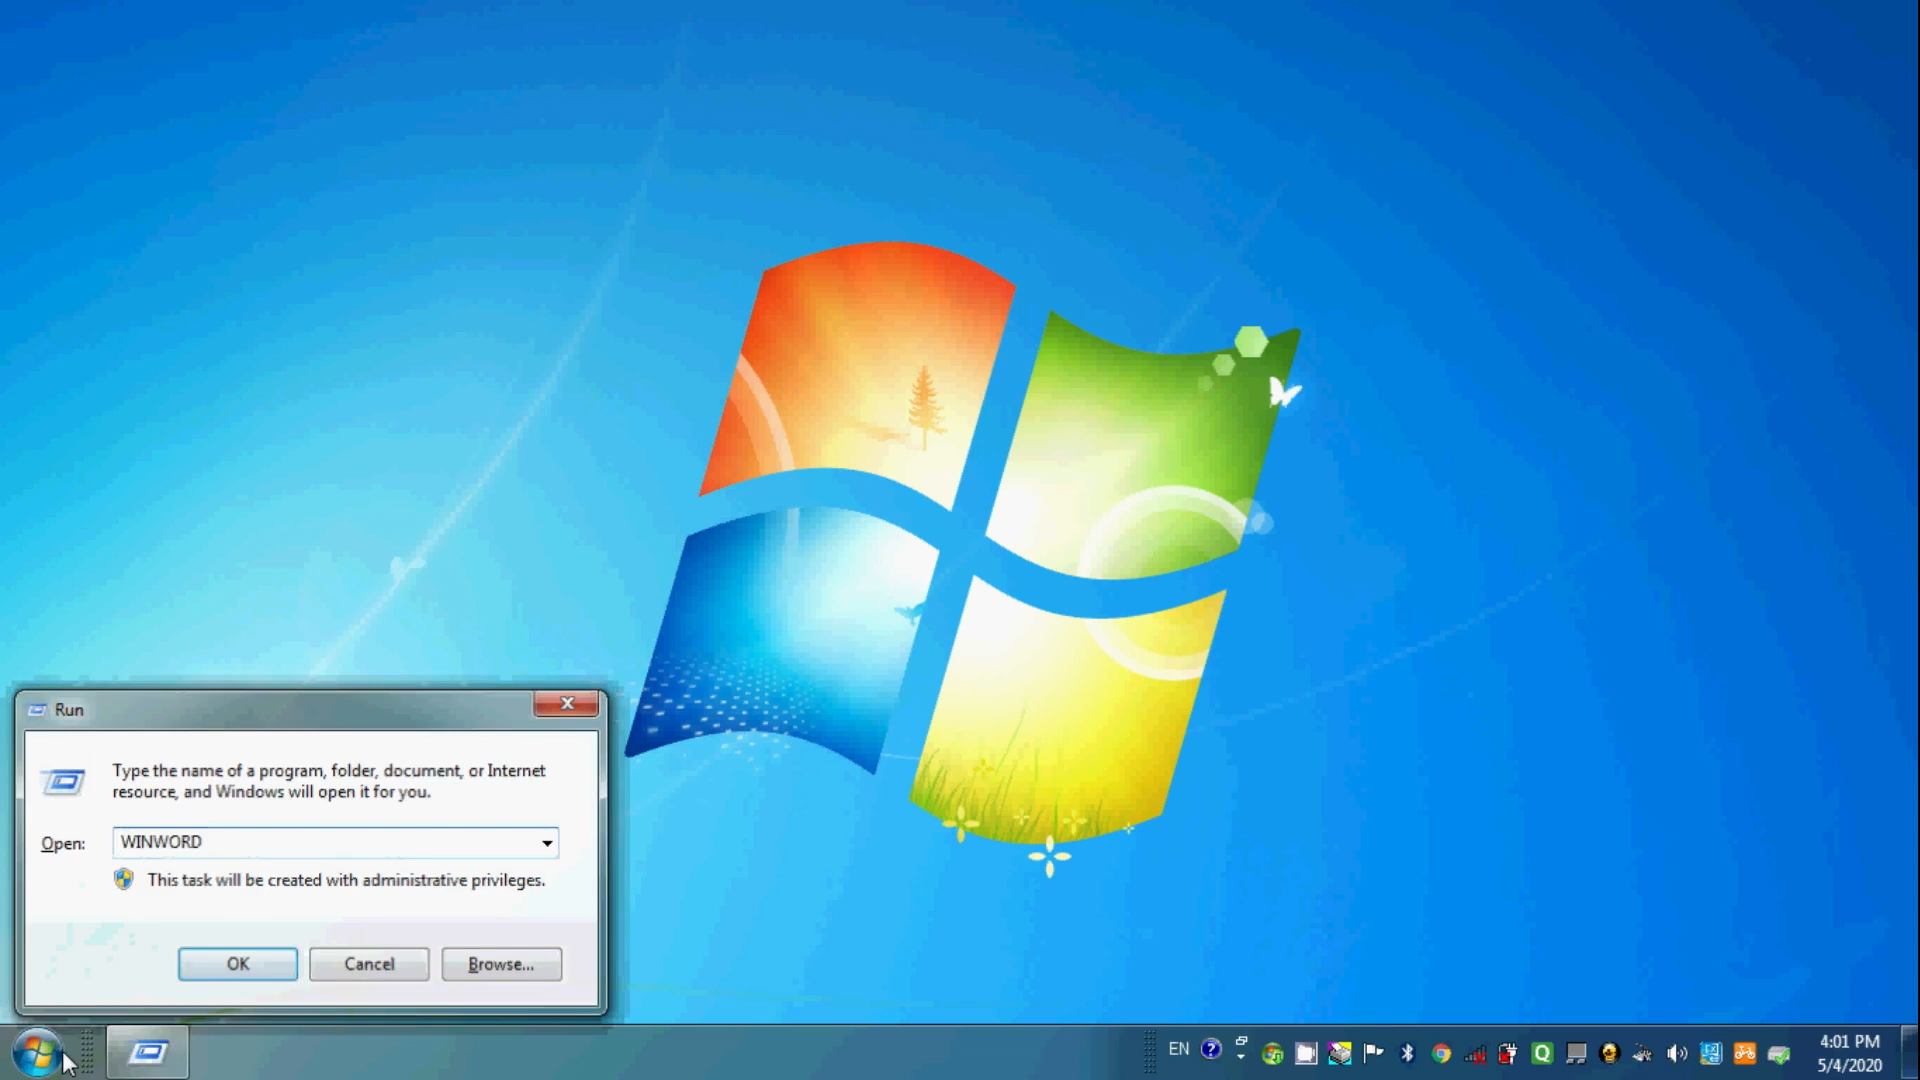 Run
Type the name of a program, folder, document, or Internet
resource, and Windows will open it for you.
Open: WINWORD
This task will be created with administrative privileges.
OK Cancel Browse...
EN
4:01 PM
5/4/2020